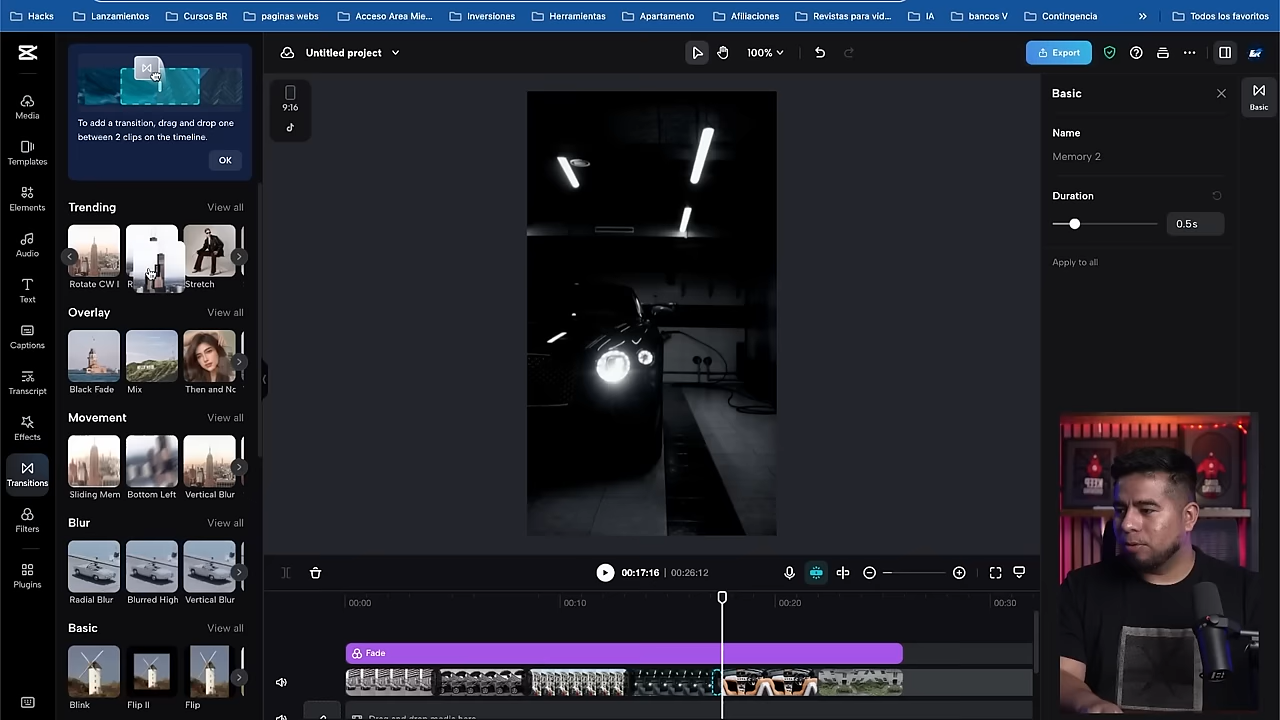 Hacks
Lanzamientos
Cursos BR
paginas webs
Acceso Area Mie...
Inversiones
Herramientas
Apartamento
Afiliaciones
Revistas para vid...
IA
bancos V
Contingencia
Todos los favoritos
Untitled project
100%
Export
Media
Templates
Elements
Audio
Text
Captions
Transcript
Effects
Transitions
Filters
Plugins
To add a transition, drag and drop one
between 2 clips on the timeline.
OK
Trending
View all
Rotate CW I
Stretch
Overlay
View all
Black Fade
Mix
Then and No
Movement
View all
Sliding Mem
Bottom Left
Vertical Blur
Blur
View all
Radial Blur
Blurred High
Vertical Blur
Basic
View all
Blink
Flip II
Flip
9:16
Basic
Basic
Name
Memory 2
Duration
0.5s
Apply to all
00:17:16 | 00:26:12
00:00
00:10
00:20
00:30
Fade
Drag and drop media here